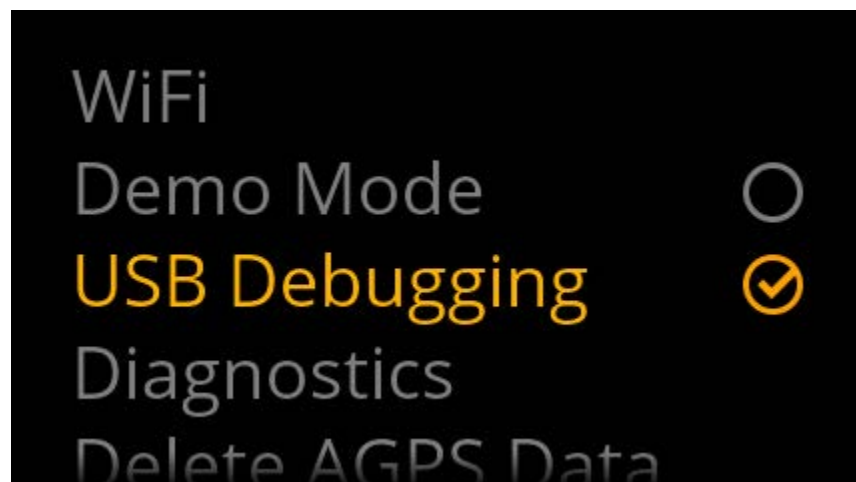 WiFi
Demo Mode
USB Debugging
Diagnostics
Delete AGPS Data